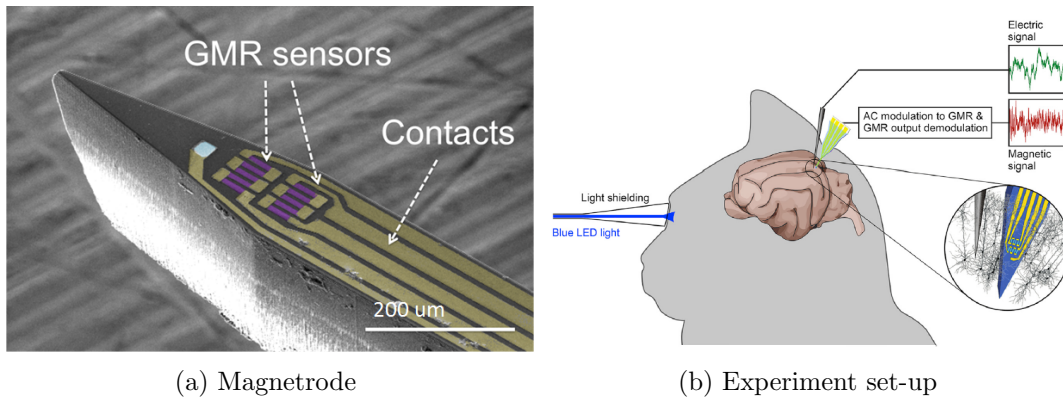 GMR sensors
Contacts
200 um
(a) Magnetrode
Electric
signal
AC modulation to GMR &
GMR output demodulation
Magnetic
signal
Light shielding
Blue LED light
(b) Experiment set-up